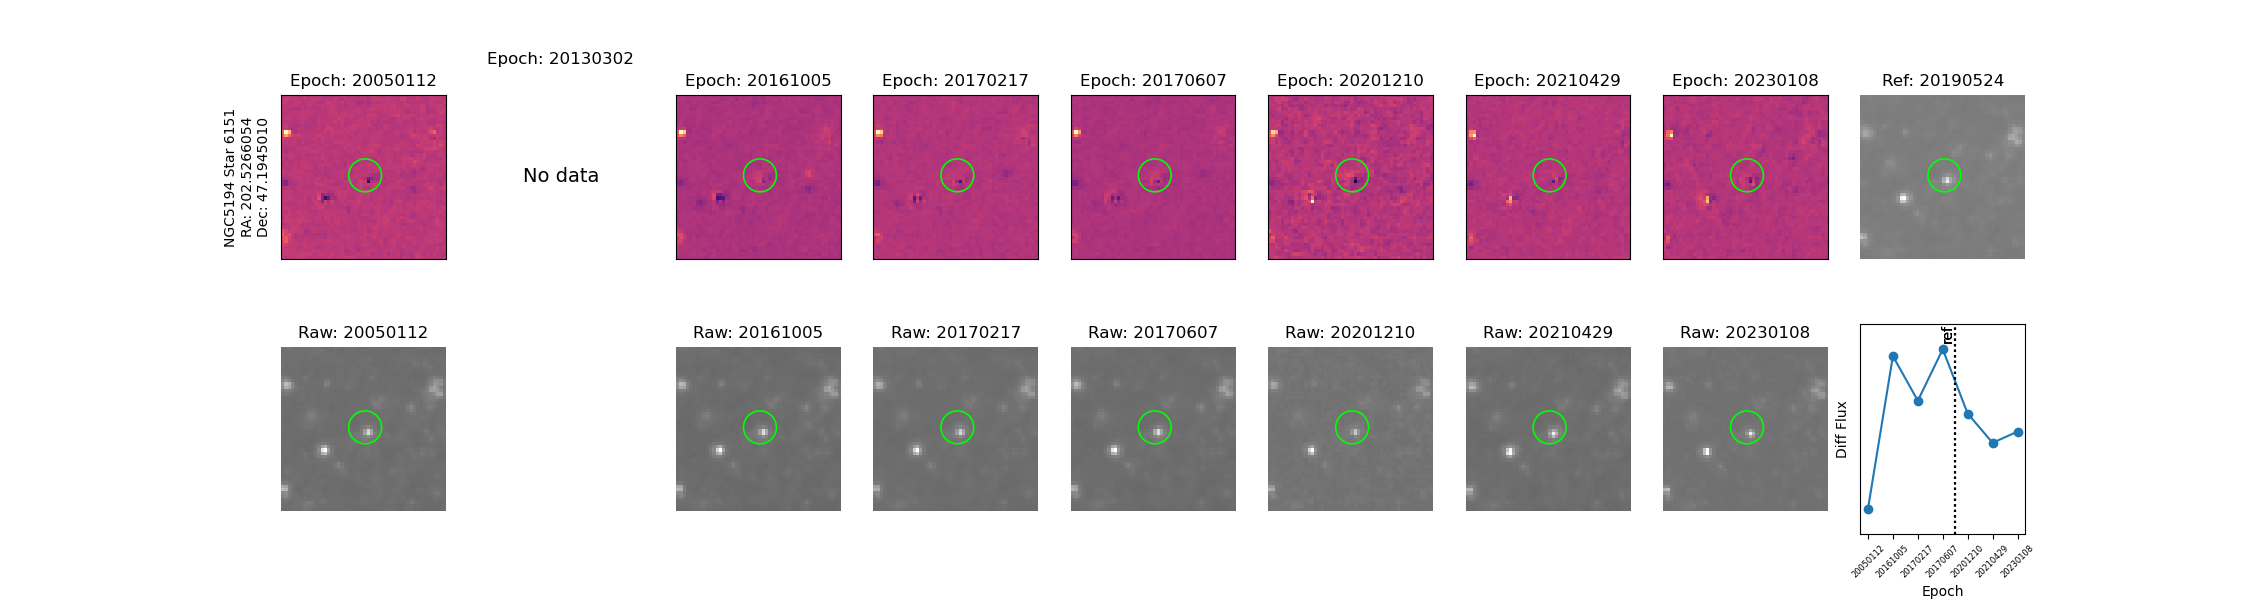 Epoch: 20050112
Epoch: 20130302
Epoch: 20161005
Epoch: 20170217
Epoch: 20170607
Epoch: 20201210
Epoch: 20210429
Epoch: 20230108
Ref: 20190524
NGC5194 Star 6151
RA: 202.5266054
Dec: 47.1945010
No data
Raw: 20050112
Raw: 20161005
Raw: 20170217
Raw: 20170607
Raw: 20201210
Raw: 20210429
Raw: 20230108
ref
Diff Flux
20050112
20161005
20170217
20170607
20201210
20210429
20230108
Epoch